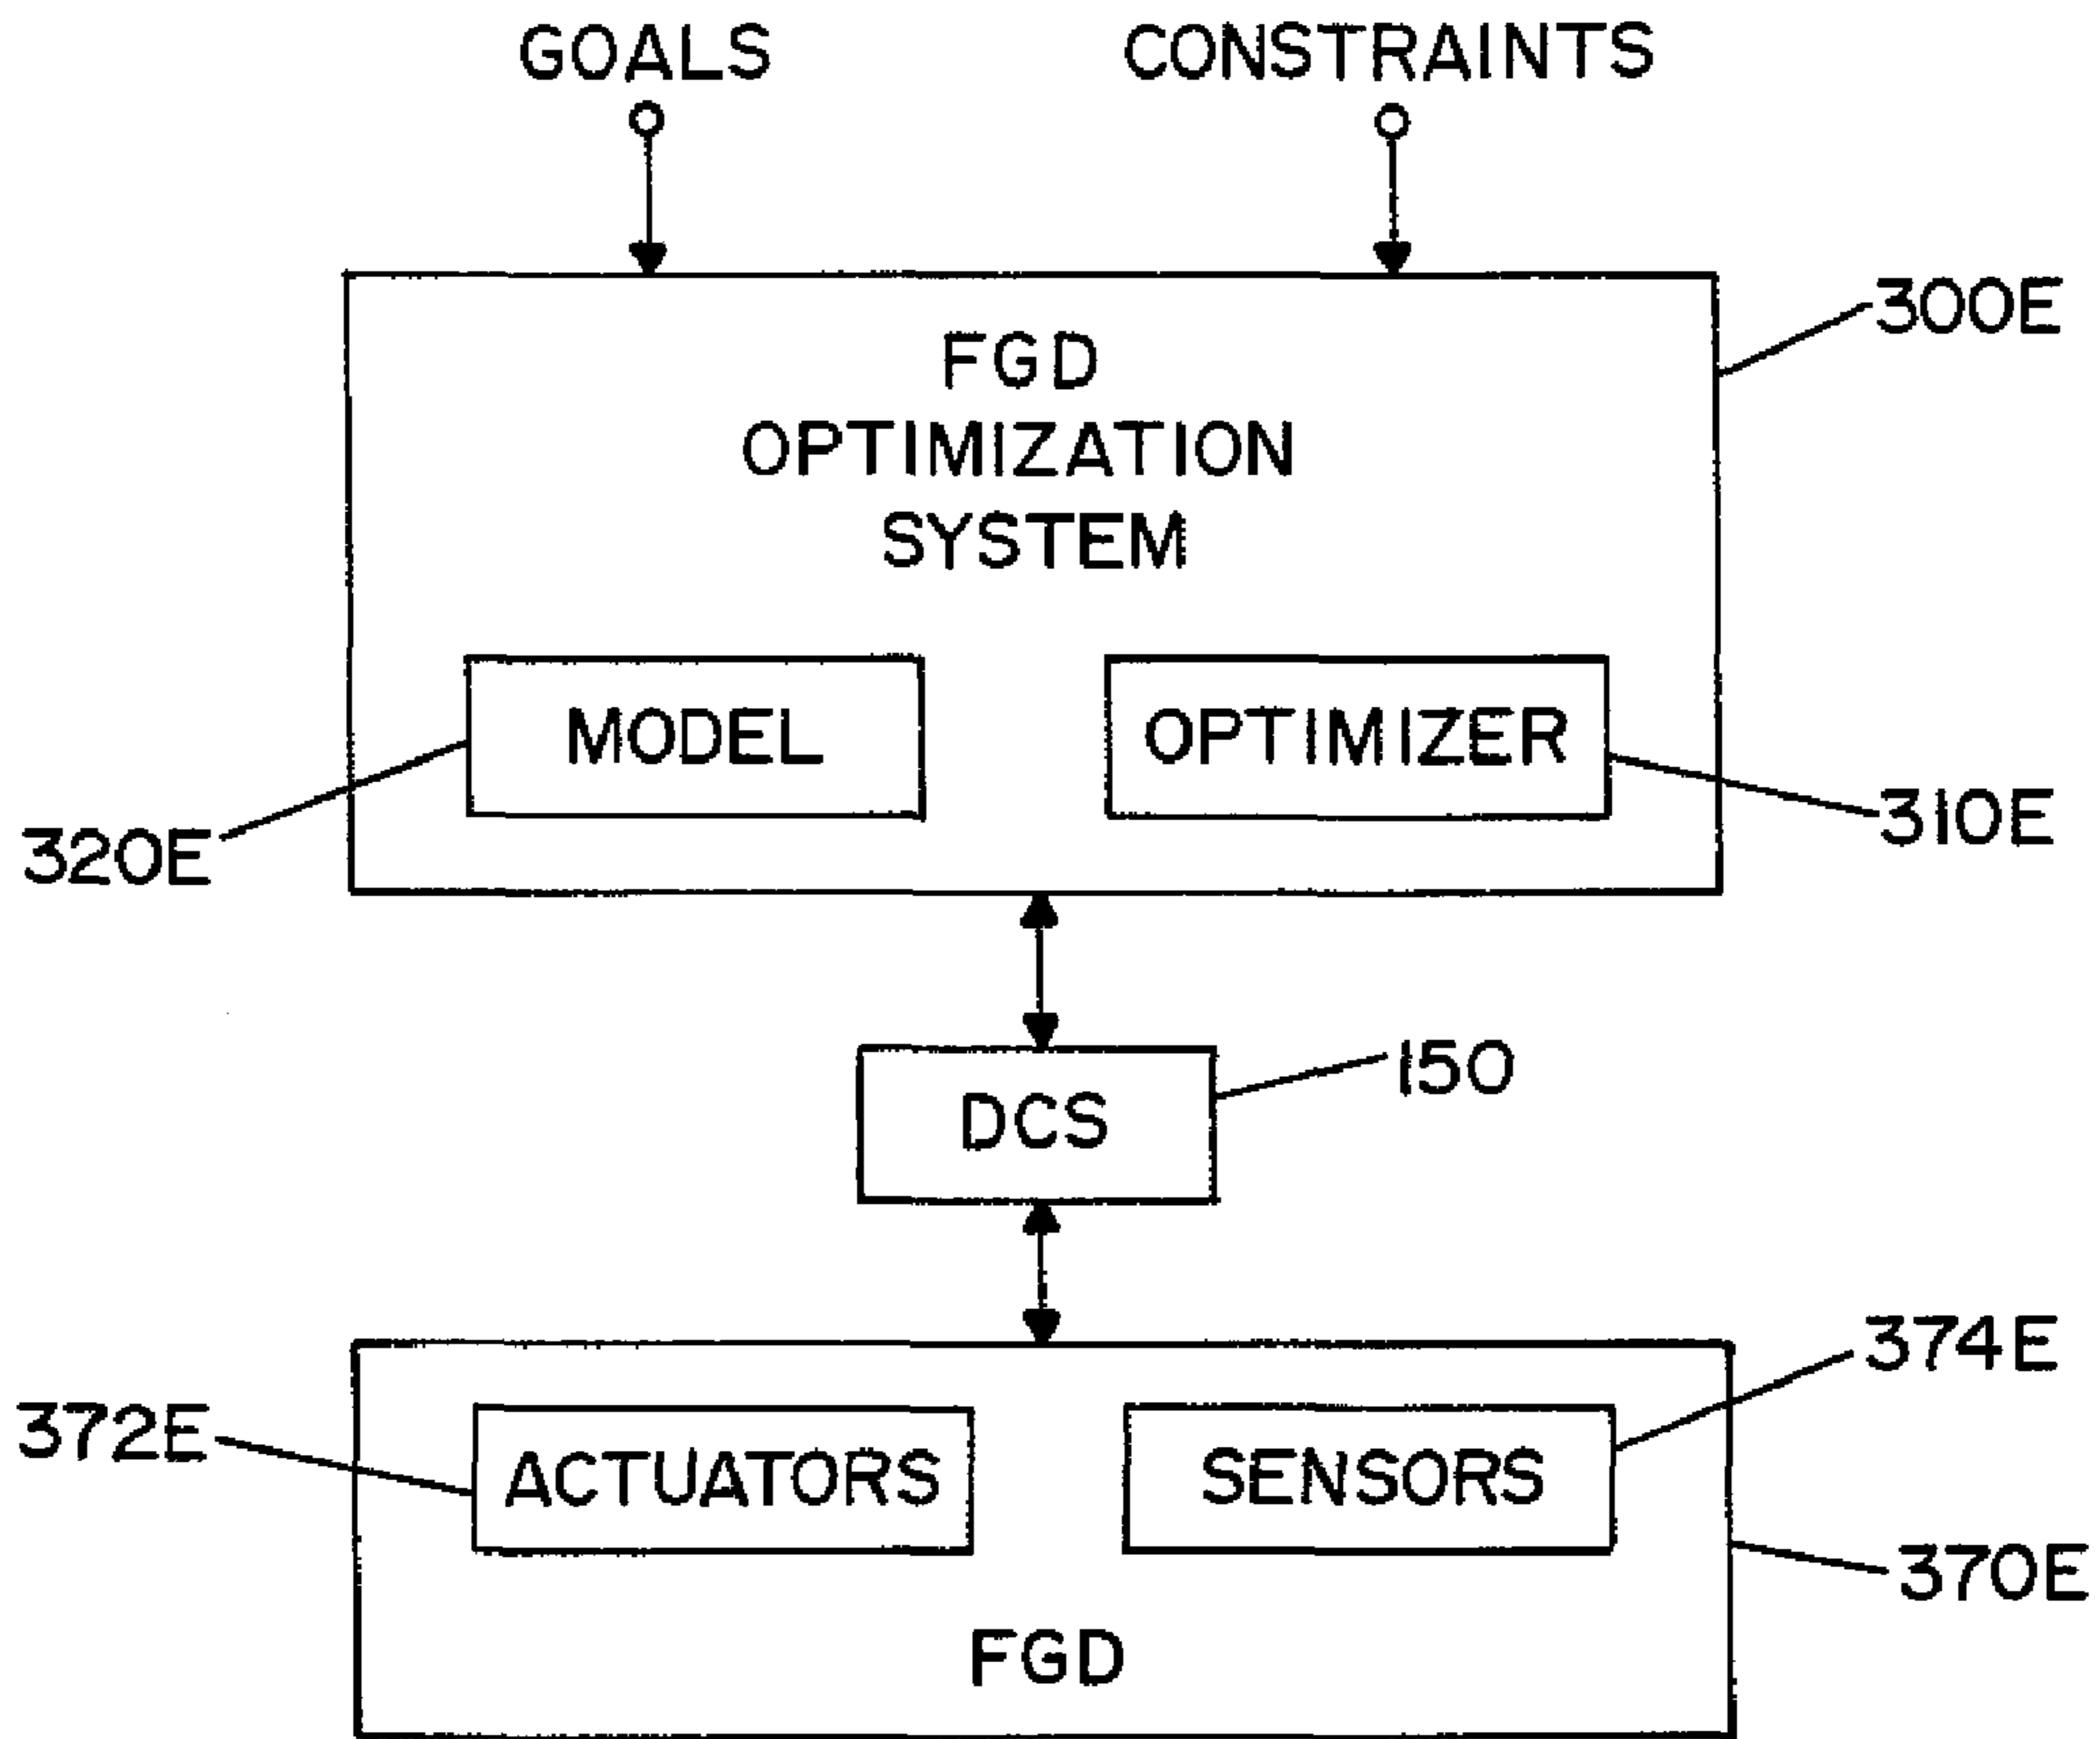 GOALS
CONSTRAINTS
300E
FGD
OPTIMIZATION
SYSTEM
MODEL
OPTIMIZER
320E
310E
150
DCS
374E
372E
ACTUATORS
SENSORS
370E
FGD